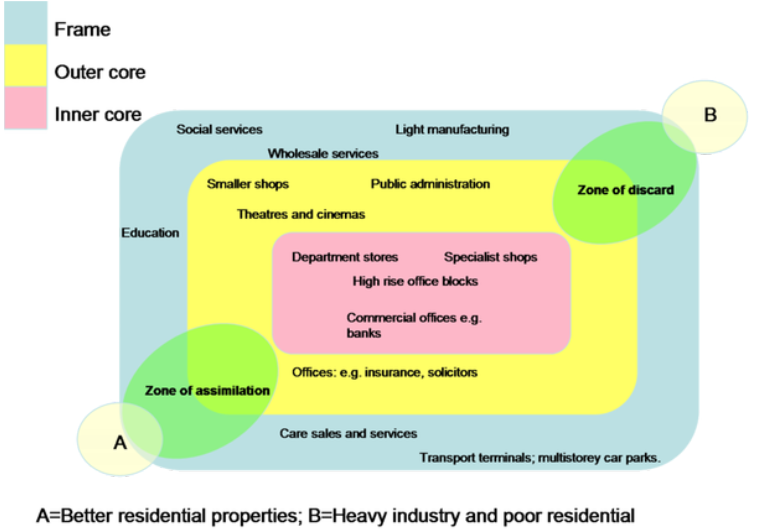 Frame
Outer core
Inner core
B
Social services
Light manufacturing
Wholesale services
Smaller shops
Public administration
Zone of discard
Theatres and cinemas
Education
Department stores
Specialist shops
High rise office blocks
Commercial offices e.g.
banks
Offices: e.g. insurance, solicitors
Zone of assimilation
Care sales and services
A
Transport terminals; multistorey car parks.
A=Better residential properties; B=Heavy industry and poor residential